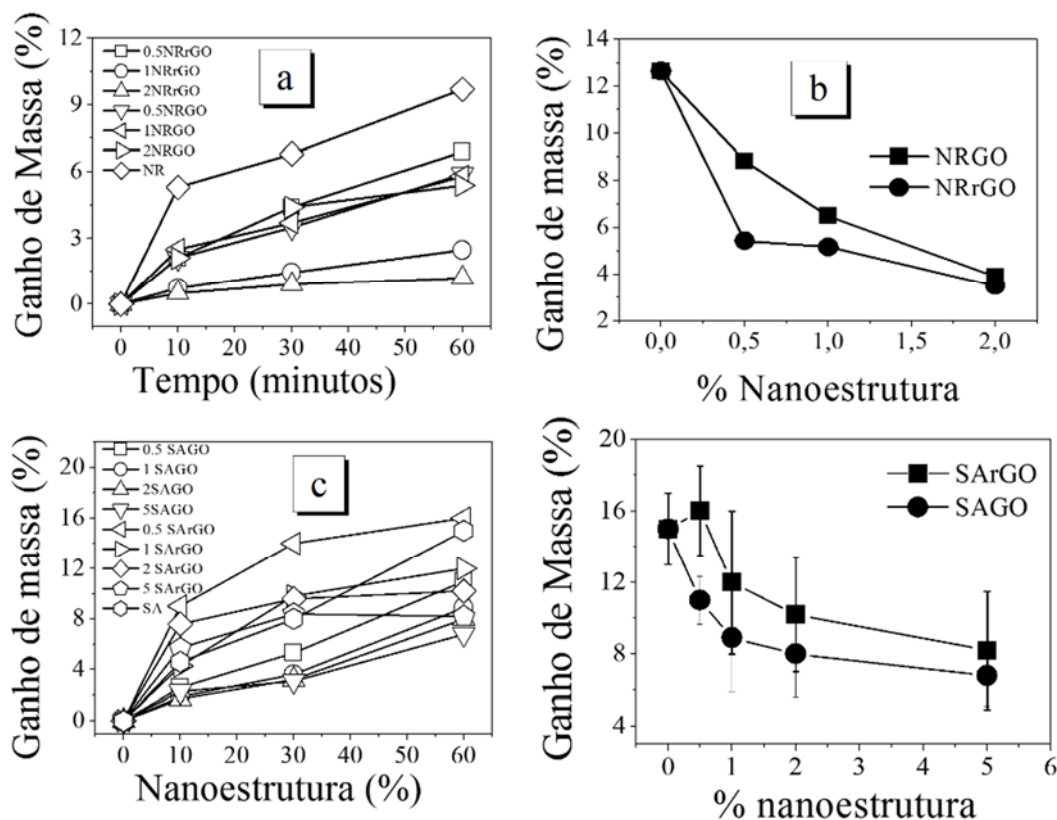 a
0.5NRrGO
1NRrGO
2NRrGO
0.5NRGO
1NRGO
2NRGO
NR
Ganho de Massa (%)
12
9
6
3
0
0 10 20 30 40 50 60
Tempo (minutos)
b
NRGO
NRrGO
Ganho de massa (%)
14
12
10
8
6
4
2
0,0 0,5 1,0 1,5 2,0
% Nanoestrutura
c
0.5 SAGO
1 SAGO
2SAGO
5SAGO
0.5 SArGO
1 SArGO
2 SArGO
5 SArGO
SA
Ganho de massa (%)
20
16
12
8
4
0
0 10 20 30 40 50 60
Nanoestrutura (%)
SArGO
SAGO
Ganho de Massa (%)
20
16
12
8
4
0 1 2 3 4 5 6
% nanoestrutura